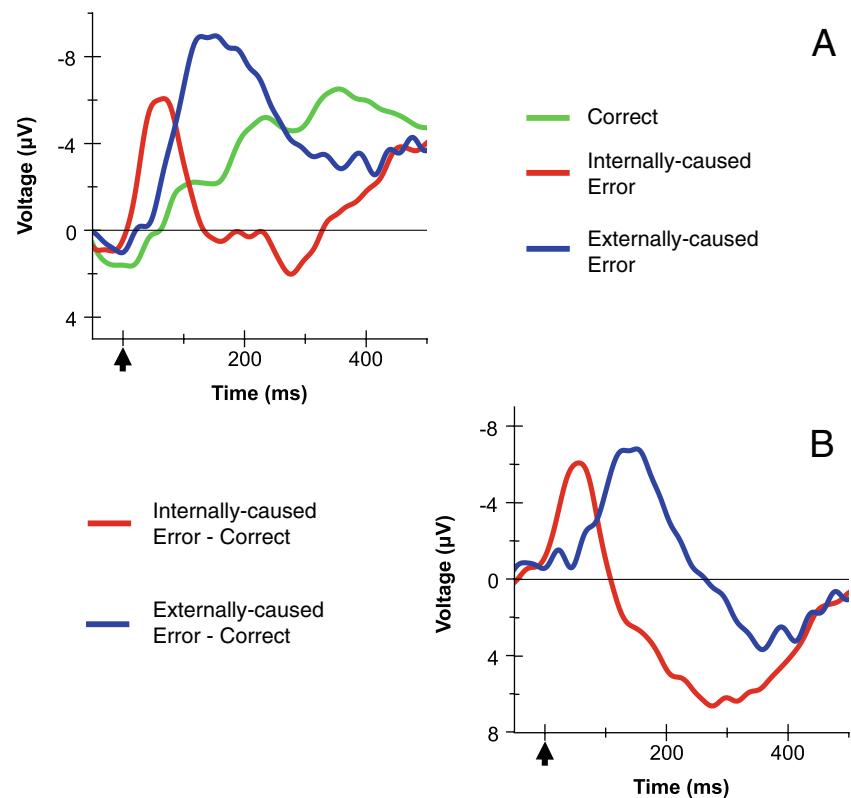 A
-8
-4
0
4
Voltage (µV)
200
400
Time (ms)
Correct
Internally-caused
Error
Externally-caused
Error
B
-8
-4
0
4
8
Voltage (µV)
200
400
Time (ms)
Internally-caused
Error - Correct
Externally-caused
Error - Correct